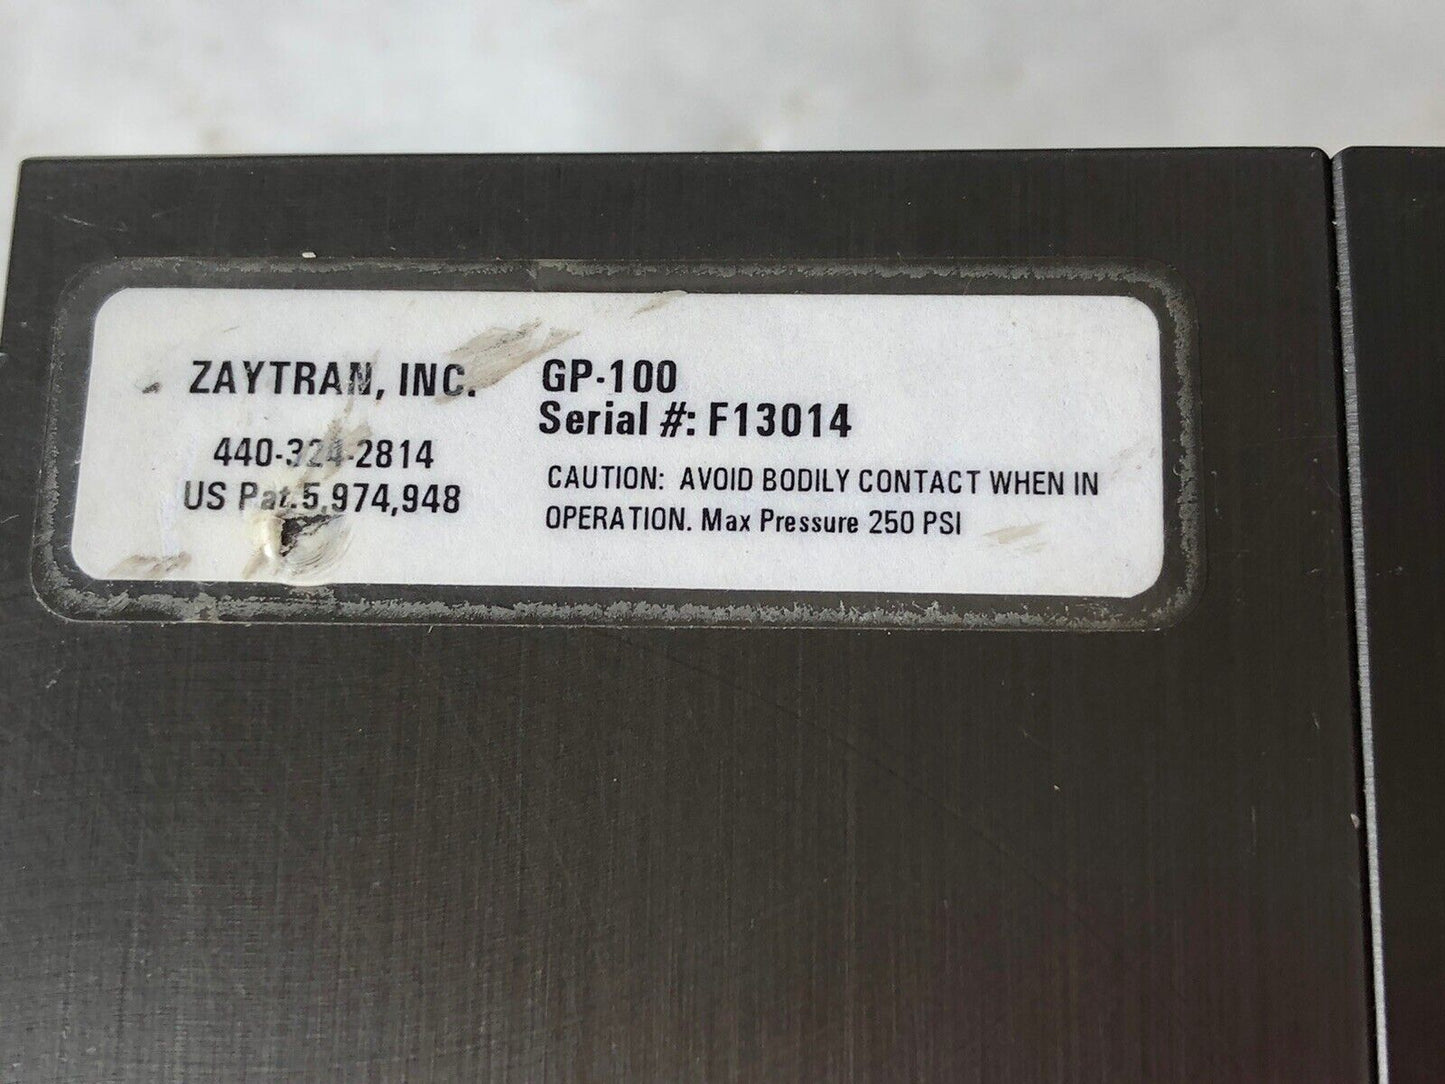 ZAYTRAN, INC.
440-324-2814
US Pat.5,974,948
GP-100
Serial #: F13014
CAUTION: AVOID BODILY CONTACT WHEN IN
OPERATION. Max Pressure 250 PSI